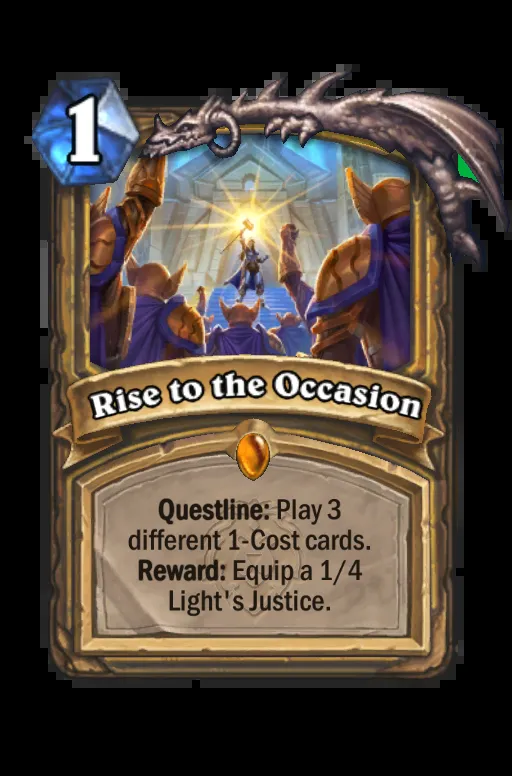 1
Rise to the Occasion
Questline: Play 3
different 1-Cost cards.
Reward: Equip a 1/4
Light's Justice.